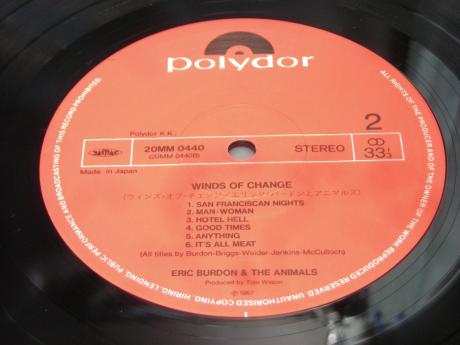 polydor
Polydor K.K.,
20MM 0440
(20MM 0440B)
STEREO
2
33 1/3
Made in Japan
WINDS OF CHANGE
(ウィンズ・オブ・チェンジ/エリック・バードンとアニマルズ)
1. SAN FRANCISCAN NIGHTS
2. MAN-WOMAN
3. HOTEL HELL
4. GOOD TIMES
5. ANYTHING
6. IT'S ALL MEAT
(All titles by Burdon-Briggs-Weider-Jenkins-McCulloch)
ERIC BURDON & THE ANIMALS
Produced by Tom Wilson
℗ 1967
ALL RIGHTS OF THE PRODUCER AND OF THE OWNER OF THE WORK REPRODUCED RESERVED. UNAUTHORISED COPYING, HIRING, LENDING, PUBLIC PERFORMANCE AND BROADCASTING OF THIS RECORD PROHIBITED